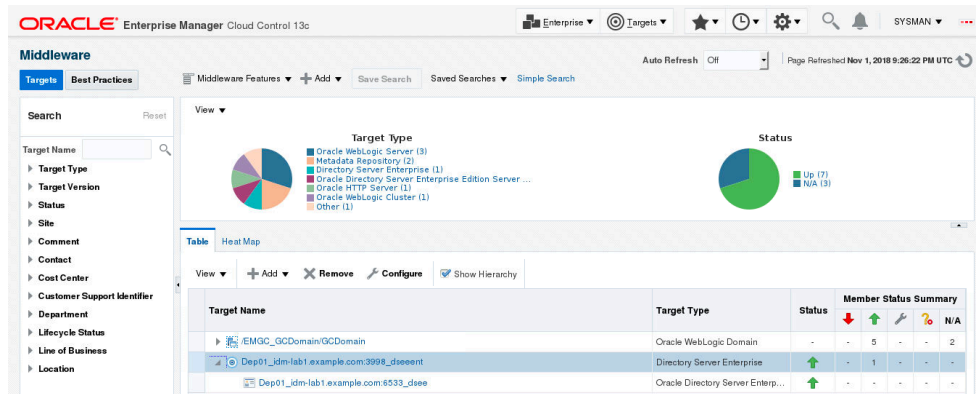 ORACLE Enterprise Manager Cloud Control 13c
Enterprise Targets SYSMAN
Middleware
Auto Refresh Off Page Refreshed Nov 1, 2018 9:26:22 PM UTC
Targets Best Practices
Middleware Features Add Save Search Saved Searches Simple Search
Search Reset
Target Name
Target Type
Target Version
Status
Site
Comment
Contact
Cost Center
Customer Support Identifier
Department
Lifecycle Status
Line of Business
Location
View
Target Type
Oracle WebLogic Server (3)
Metadata Repository (2)
Directory Server Enterprise (1)
Oracle Directory Server Enterprise Edition Server ...
Oracle HTTP Server (1)
Oracle WebLogic Cluster (1)
Other (1)
Status
Up (7)
N/A (3)
Table Heat Map
View Add Remove Configure Show Hierarchy
Target Name Target Type Status Member Status Summary
N/A
/EMGC_GCDomain/GCDomain Oracle WebLogic Domain - - 5 - - 2
Dep01_idm-lab1.example.com:3998_dseeent Directory Server Enterprise - 1 - - -
Dep01_idm-lab1.example.com:6533_dsee Oracle Directory Server Enterp... - - - - -